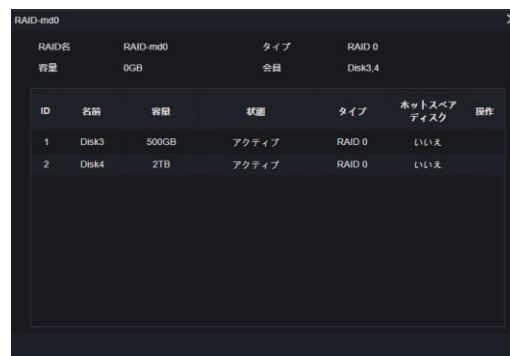 RAID-md0
RAID名 RAID-md0 タイプ RAID 0
容量 0GB 会員 Disk3,4
ID 名前 容量 状態 タイプ ホットスペア ディスク 操作
1 Disk3 500GB アクティブ RAID 0 いいえ
2 Disk4 2TB アクティブ RAID 0 いいえ